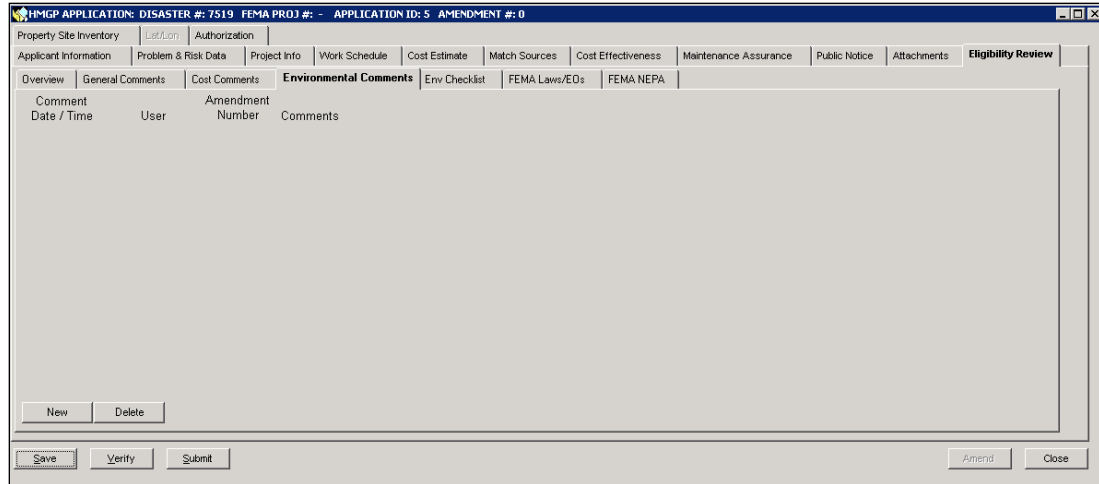 HMGP APPLICATION: DISASTER #: 7519 FEMA PROJ #: - APPLICATION ID: 5 AMENDMENT #: 0
Property Site Inventory Lat/Lon Authorization
Applicant Information Problem & Risk Data Project Info Work Schedule Cost Estimate Match Sources Cost Effectiveness Maintenance Assurance Public Notice Attachments Eligibility Review
Overview General Comments Cost Comments Environmental Comments Env Checklist FEMA Laws/EOs FEMA NEPA
Comment Amendment
Date / Time User Number Comments
New Delete
Save Verify Submit Amend Close